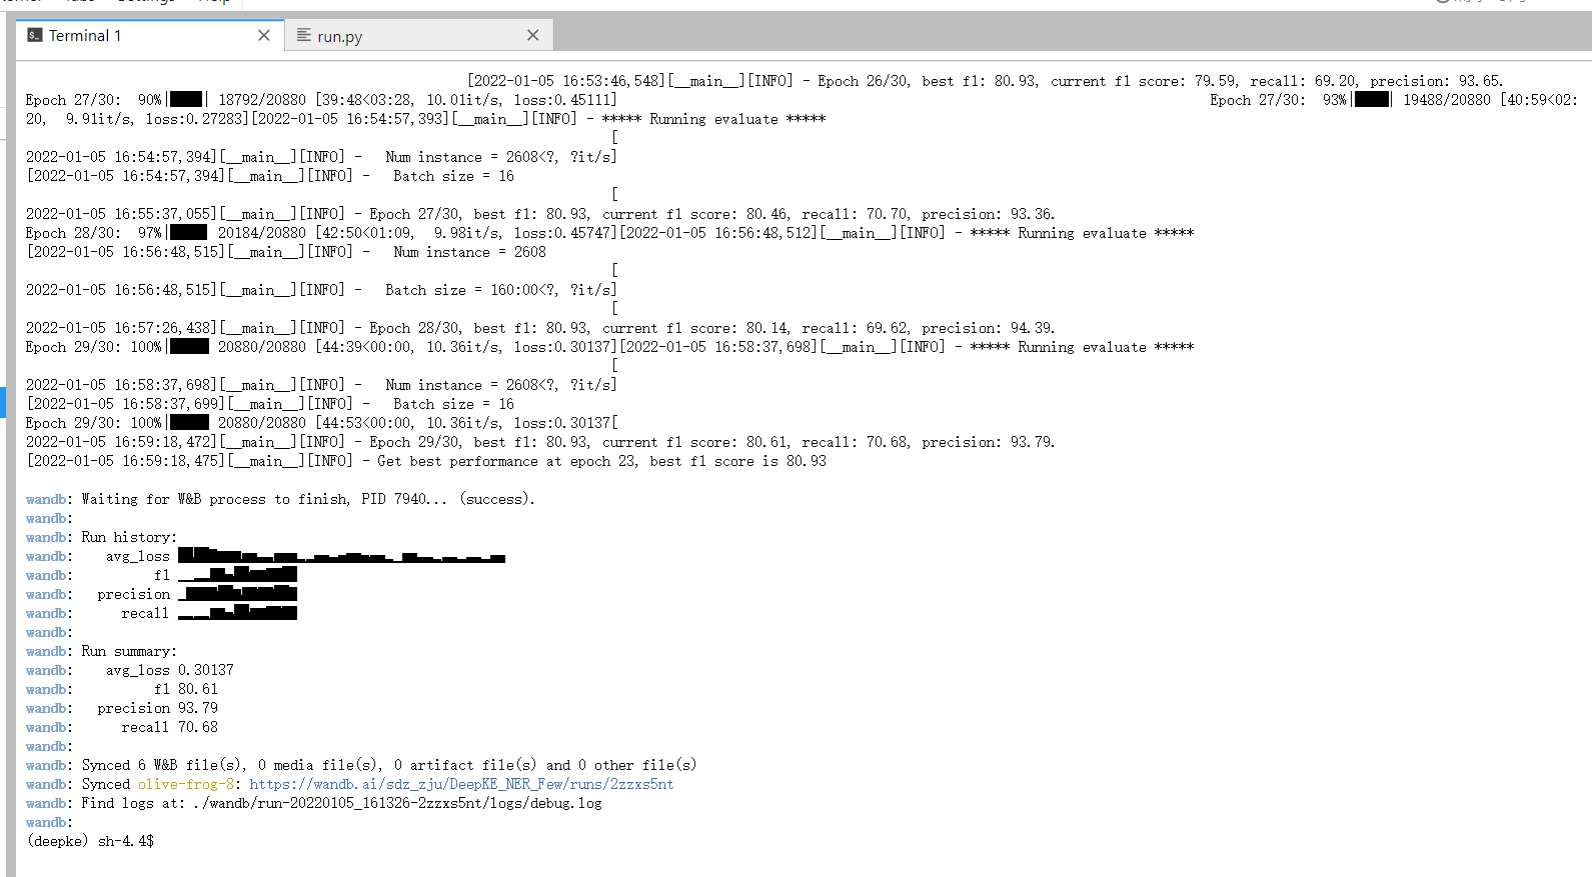 Terminal 1
run.py
[2022-01-05 16:53:46,548][__main__][INFO] - Epoch 26/30, best f1: 80.93, current f1 score: 79.59, recall: 69.20, precision: 93.65.
Epoch 27/30:  90%|████| 18792/20880 [39:48<03:28, 10.01it/s, loss:0.45111] Epoch 27/30:  93%|████| 19488/20880 [40:59<02:
20,  9.91it/s, loss:0.27283][2022-01-05 16:54:57,393][__main__][INFO] - ***** Running evaluate *****
[
2022-01-05 16:54:57,394][__main__][INFO] -   Num instance = 2608<?, ?it/s]
[2022-01-05 16:54:57,394][__main__][INFO] -   Batch size = 16
[
2022-01-05 16:55:37,055][__main__][INFO] - Epoch 27/30, best f1: 80.93, current f1 score: 80.46, recall: 70.70, precision: 93.36.
Epoch 28/30:  97%|████ 20184/20880 [42:50<01:09,  9.98it/s, loss:0.45747][2022-01-05 16:56:48,512][__main__][INFO] - ***** Running evaluate *****
[2022-01-05 16:56:48,515][__main__][INFO] -   Num instance = 2608
[
2022-01-05 16:56:48,515][__main__][INFO] -   Batch size = 160:00<?, ?it/s]
[
2022-01-05 16:57:26,438][__main__][INFO] - Epoch 28/30, best f1: 80.93, current f1 score: 80.14, recall: 69.62, precision: 94.39.
Epoch 29/30: 100%|████ 20880/20880 [44:39<00:00, 10.36it/s, loss:0.30137][2022-01-05 16:58:37,698][__main__][INFO] - ***** Running evaluate *****
[
2022-01-05 16:58:37,698][__main__][INFO] -   Num instance = 2608<?, ?it/s]
[2022-01-05 16:58:37,699][__main__][INFO] -   Batch size = 16
Epoch 29/30: 100%|████ 20880/20880 [44:53<00:00, 10.36it/s, loss:0.30137[
2022-01-05 16:59:18,472][__main__][INFO] - Epoch 29/30, best f1: 80.93, current f1 score: 80.61, recall: 70.68, precision: 93.79.
[2022-01-05 16:59:18,475][__main__][INFO] - Get best performance at epoch 23, best f1 score is 80.93
wandb: Waiting for W&B process to finish, PID 7940... (success).
wandb:
wandb: Run history:
wandb:    avg_loss
wandb:          f1
wandb:   precision
wandb:      recall
wandb:
wandb: Run summary:
wandb:    avg_loss 0.30137
wandb:          f1 80.61
wandb:   precision 93.79
wandb:      recall 70.68
wandb:
wandb: Synced 6 W&B file(s), 0 media file(s), 0 artifact file(s) and 0 other file(s)
wandb: Synced olive-frog-8: https://wandb.ai/sdz_zju/DeepKE_NER_Few/runs/2zzxs5nt
wandb: Find logs at: ./wandb/run-20220105_161326-2zzxs5nt/logs/debug.log
wandb:
(deepke) sh-4.4$